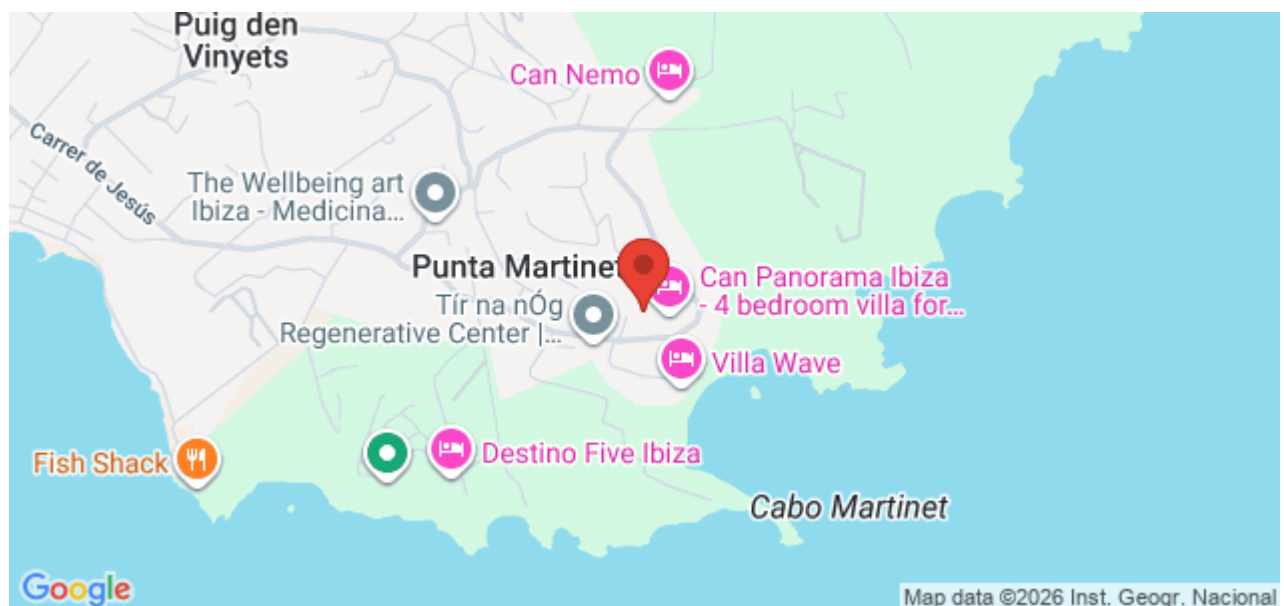 Puig den
Vinyets
Can Nemo
Carrer de Jesús
The Wellbeing art
Ibiza - Medicina...
Punta Martinet
Tír na nÓg
Regenerative Center |...
Can Panorama Ibiza
- 4 bedroom villa for...
Villa Wave
Destino Five Ibiza
Fish Shack
Cabo Martinet
Google
Map data ©2026 Inst. Geogr. Nacional